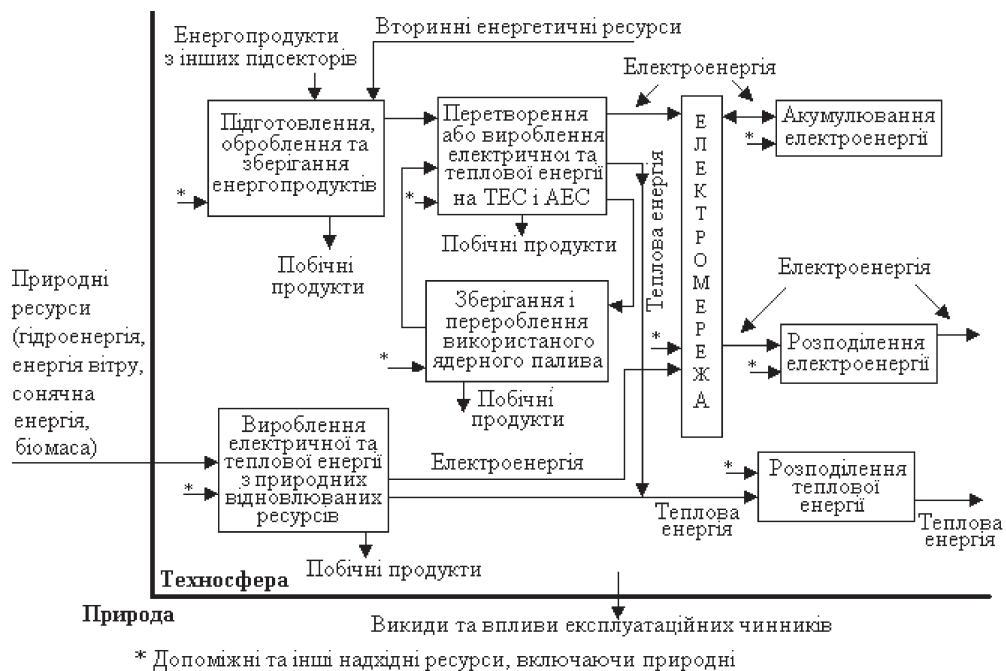 Енергопродукти
з інших підсекторів
Вторинні енергетичні ресурси
Електроенергія
Підготовлення,
оброблення та
зберігання
енергопродуктів
*
Побічні
продукти
Перетворення
або вироблення
електричної та
теплової енергії
на ТЕС і АЕС
*
Побічні продукти
Теплова енергія
ЕЛЕКТРОМЕРЕЖА
*
Акумулювання
електроенергії
*
Природні
ресурси
(гідроенергія,
енергія вітру,
сонячна
енергія,
біомаса)
Зберігання і
перероблення
використаного
ядерного палива
*
Побічні
продукти
Електроенергія
Розподілення
електроенергії
*
Вироблення
електричної та
теплової енергії
з природних
відновлюваних
ресурсів
*
Побічні продукти
Електроенергія
Теплова
енергія
Розподілення
теплової
енергії
*
Теплова
енергія
Техносфера
Природа
Викиди та впливи експлуатаційних чинників
* Допоміжні та інші надхідні ресурси, включаючи природні